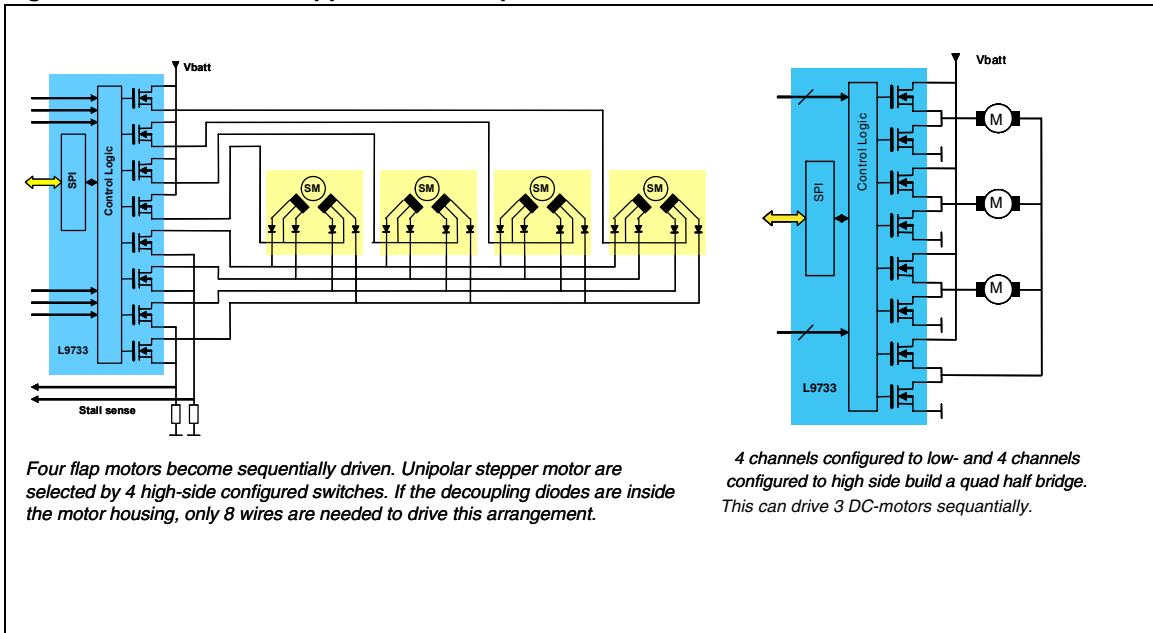 Vbatt
SPI
Control Logic
L9733
Stall sense
SM
SM
SM
SM
Four flap motors become sequentially driven. Unipolar stepper motor are
selected by 4 high-side configured switches. If the decoupling diodes are inside
the motor housing, only 8 wires are needed to drive this arrangement.
Vbatt
SPI
Control Logic
L9733
M
M
M
4 channels configured to low- and 4 channels
configured to high side build a quad half bridge.
This can drive 3 DC-motors sequantially.